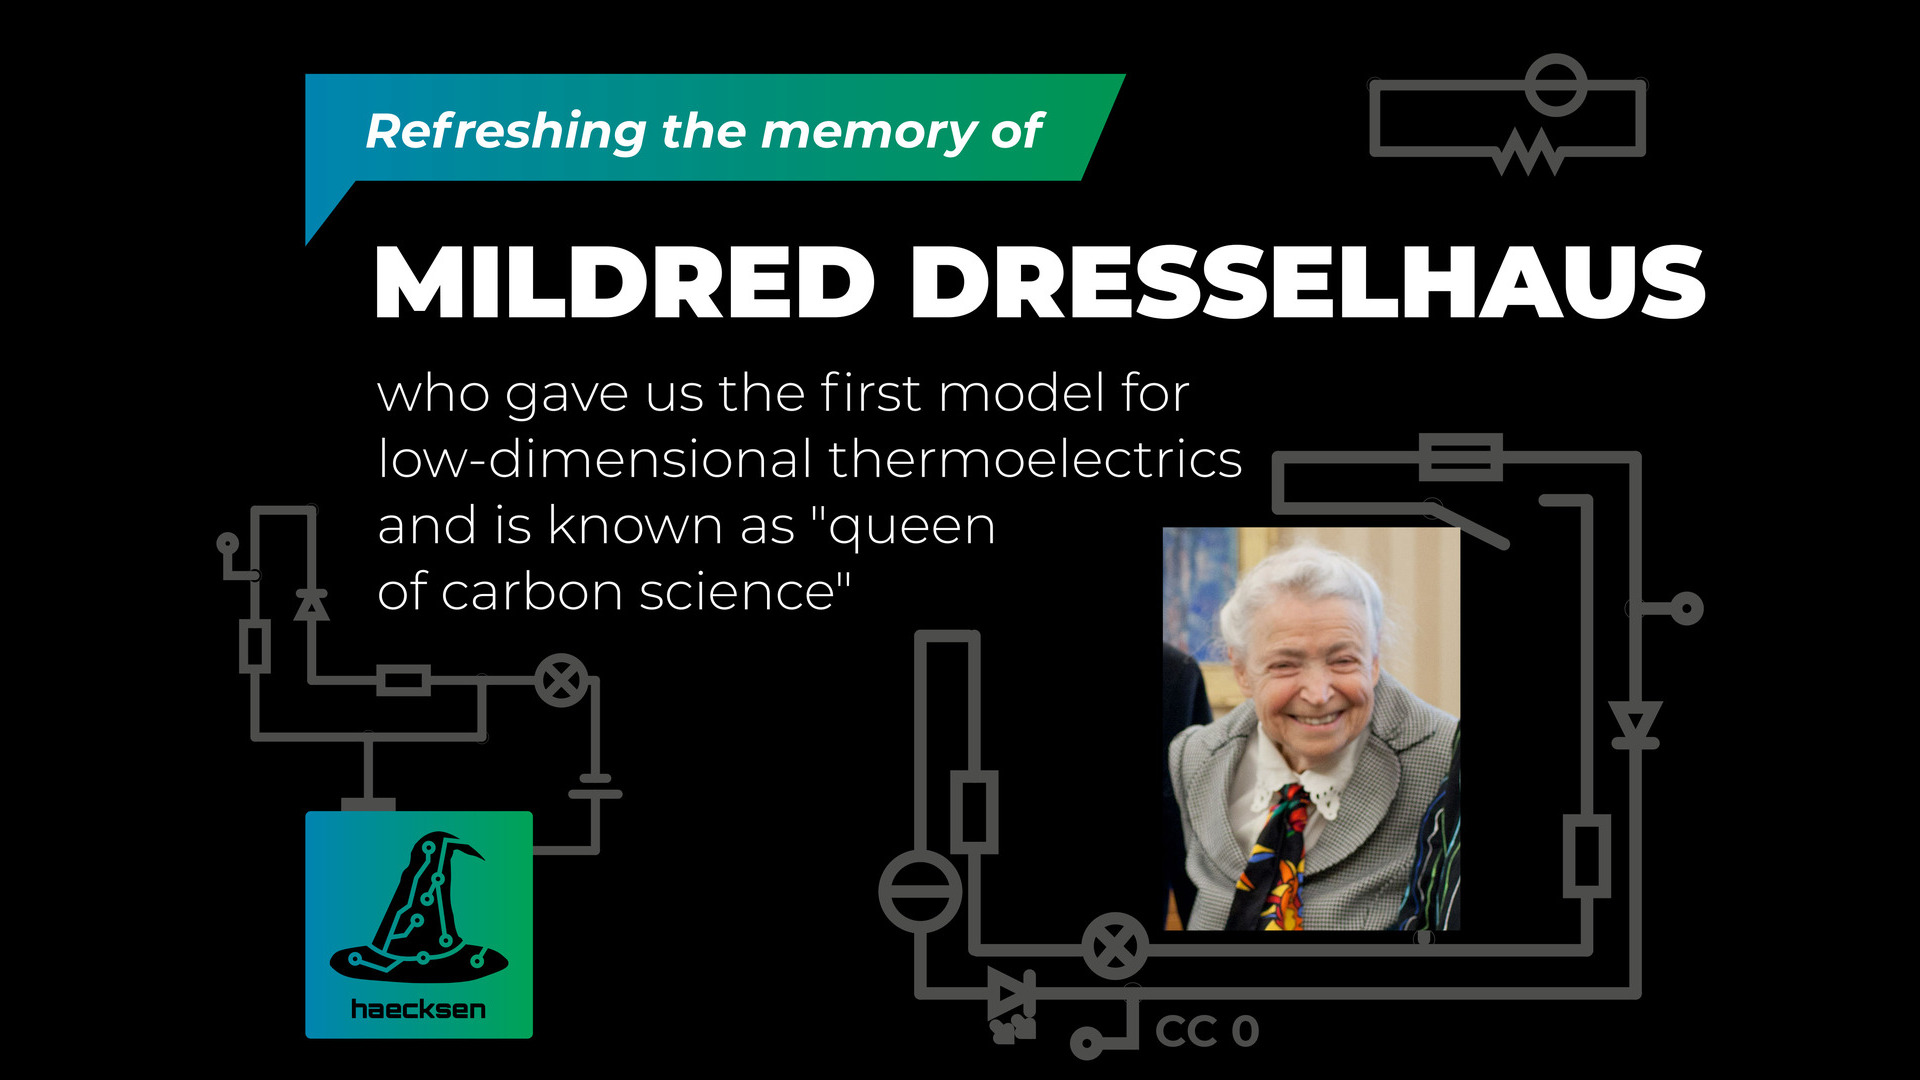 Refreshing the memory of
MILDRED DRESSELHAUS
who gave us the first model for
low-dimensional thermoelectrics
and is known as "queen
of carbon science"
haecksen
CC 0